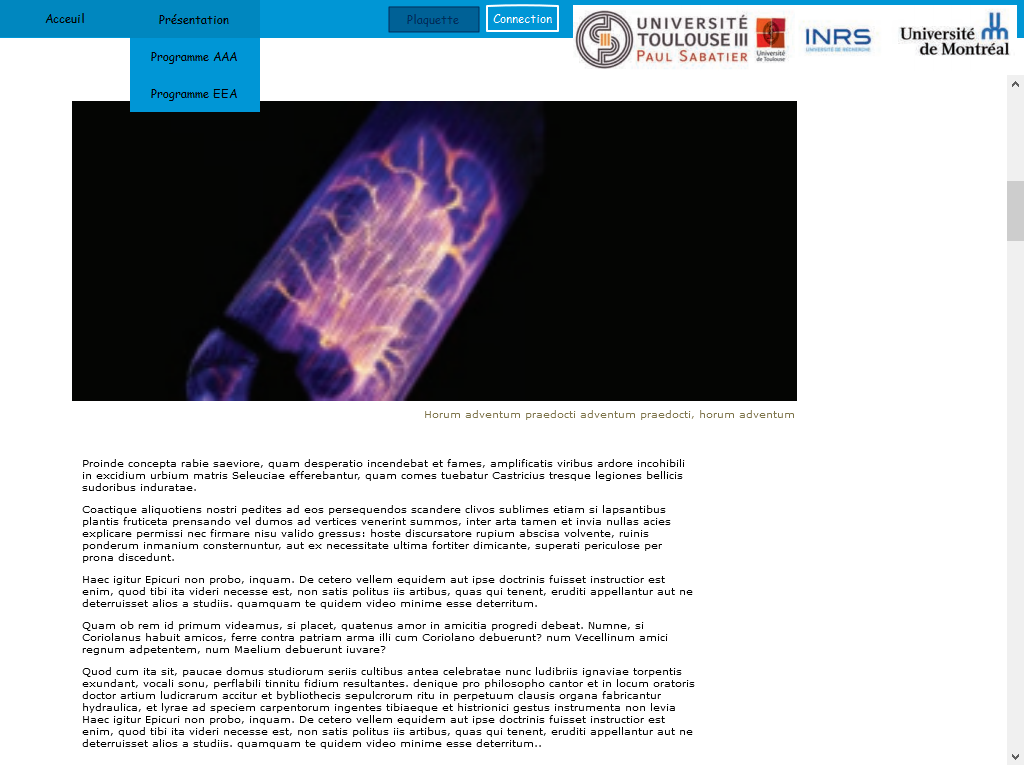 Acceuil
Présentation
Plaquette
Connection
Programme AAA
Programme EEA
UNIVERSITÉ
TOULOUSE III
PAUL SABATIER
Université
de Toulouse
INRS
UNIVERSITÉ DE RECHERCHE
Université
de Montréal
Horum adventum praedocti adventum praedocti, horum adventum
Proinde concepta rabie saeviore, quam desperatio incendebat et fames, amplificatis viribus ardore incohibili
in excidium urbium matris Seleuciae efferebantur, quam comes tuebatur Castricius tresque legiones bellicis
sudoribus induratae.
Coactique aliquotiens nostri pedites ad eos persequendos scandere clivos sublimes etiam si lapsantibus
plantis fruticeta prensando vel dumos ad vertices venerint summos, inter arta tamen et invia nullas acies
explicare permissi nec firmare nisu valido gressus: hoste discursatore rupium abscisa volvente, ruinis
ponderum inmanium consternuntur, aut ex necessitate ultima fortiter dimicante, superati periculose per
prona discedunt.
Haec igitur Epicuri non probo, inquam. De cetero vellem equidem aut ipse doctrinis fuisset instructior est
enim, quod tibi ita videri necesse est, non satis politus iis artibus, quas qui tenent, eruditi appellantur aut ne
deterruisset alios a studiis. quamquam te quidem video minime esse deterritum.
Quam ob rem id primum videamus, si placet, quatenus amor in amicitia progredi debeat. Numne, si
Coriolanus habuit amicos, ferre contra patriam arma illi cum Coriolano debuerunt? num Vecellinum amici
regnum adpetentem, num Maelium debuerunt iuvare?
Quod cum ita sit, paucae domus studiorum seriis cultibus antea celebratae nunc ludibriis ignaviae torpentis
exundant, vocali sonu, perflabili tinnitu fidium resultantes. denique pro philosopho cantor et in locum oratoris
doctor artium ludicrarum accitur et bybliothecis sepulcrorum ritu in perpetuum clausis organa fabricantur
hydraulica, et lyrae ad speciem carpentorum ingentes tibiaeque et histrionici gestus instrumenta non levia
Haec igitur Epicuri non probo, inquam. De cetero vellem equidem aut ipse doctrinis fuisset instructior est
enim, quod tibi ita videri necesse est, non satis politus iis artibus, quas qui tenent, eruditi appellantur aut ne
deterruisset alios a studiis. quamquam te quidem video minime esse deterritum..